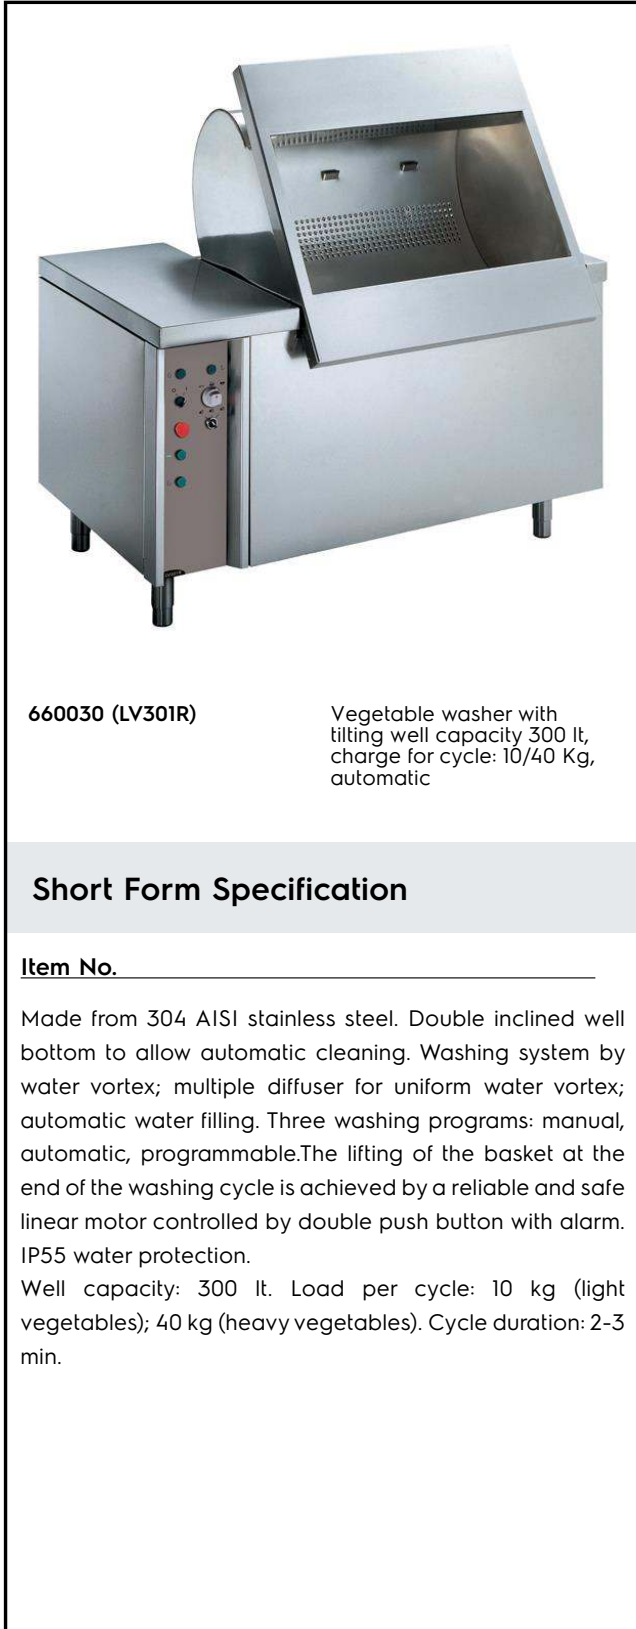 660030 (LV301R)
Vegetable washer with
tilting well capacity 300 lt,
charge for cycle: 10/40 Kg,
automatic
Short Form Specification
Item No.
Made from 304 AISI stainless steel. Double inclined well
bottom to allow automatic cleaning. Washing system by
water vortex; multiple diffuser for uniform water vortex;
automatic water filling. Three washing programs: manual,
automatic, programmable.The lifting of the basket at the
end of the washing cycle is achieved by a reliable and safe
linear motor controlled by double push button with alarm.
IP55 water protection.
Well capacity: 300 lt. Load per cycle: 10 kg (light
vegetables); 40 kg (heavy vegetables). Cycle duration: 2-3
min.